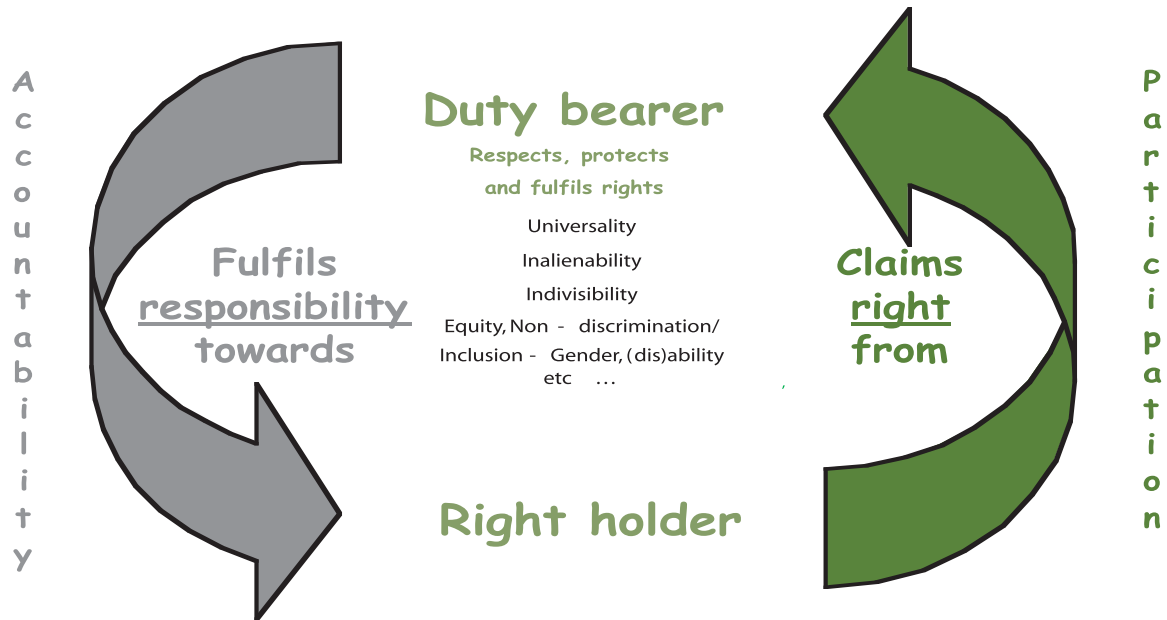 Accountability
Duty bearer
Respects, protects
and fulfils rights
Universality
Inalienability
Indivisibility
Equity, Non - discrimination/
Inclusion - Gender, (dis)ability
etc ...
Fulfils
responsibility
towards
Claims
right
from
,
Right holder
Participation